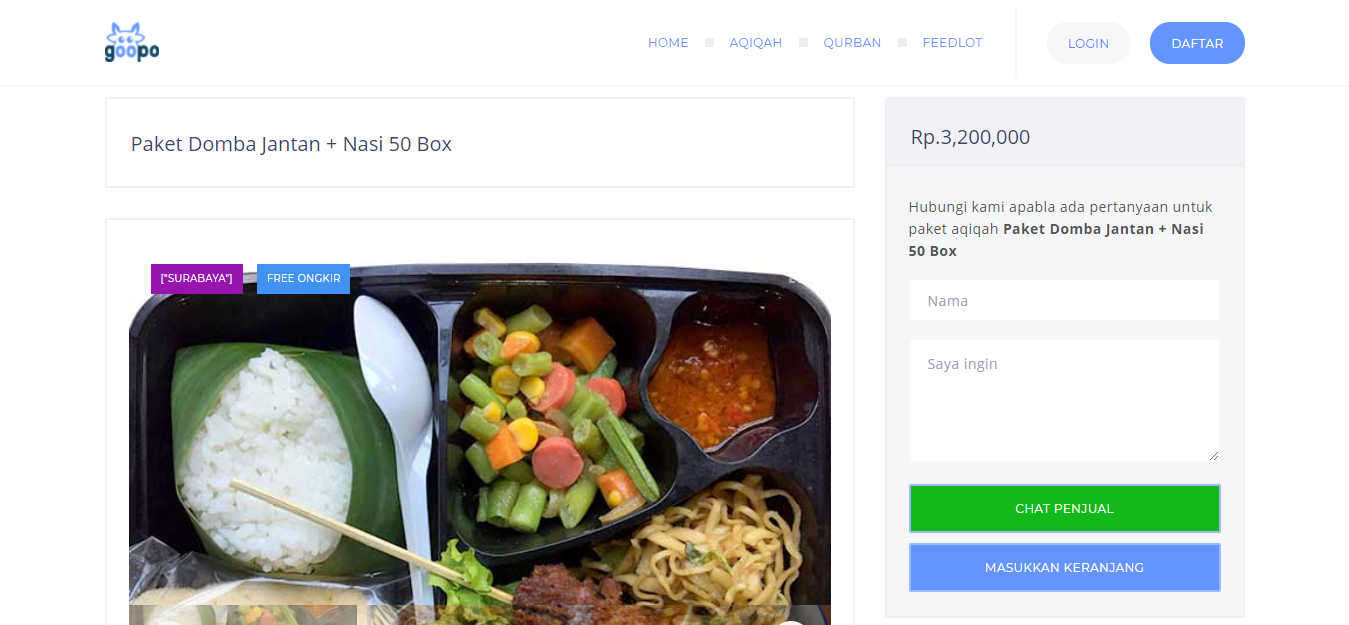 goopo
HOME AQIQAH QURBAN FEEDLOT LOGIN DAFTAR
Paket Domba Jantan + Nasi 50 Box
["SURABAYA"] FREE ONGKIR
Rp.3,200,000
Hubungi kami apabla ada pertanyaan untuk
paket aqiqah Paket Domba Jantan + Nasi
50 Box
Nama
Saya ingin
CHAT PENJUAL
MASUKKAN KERANJANG